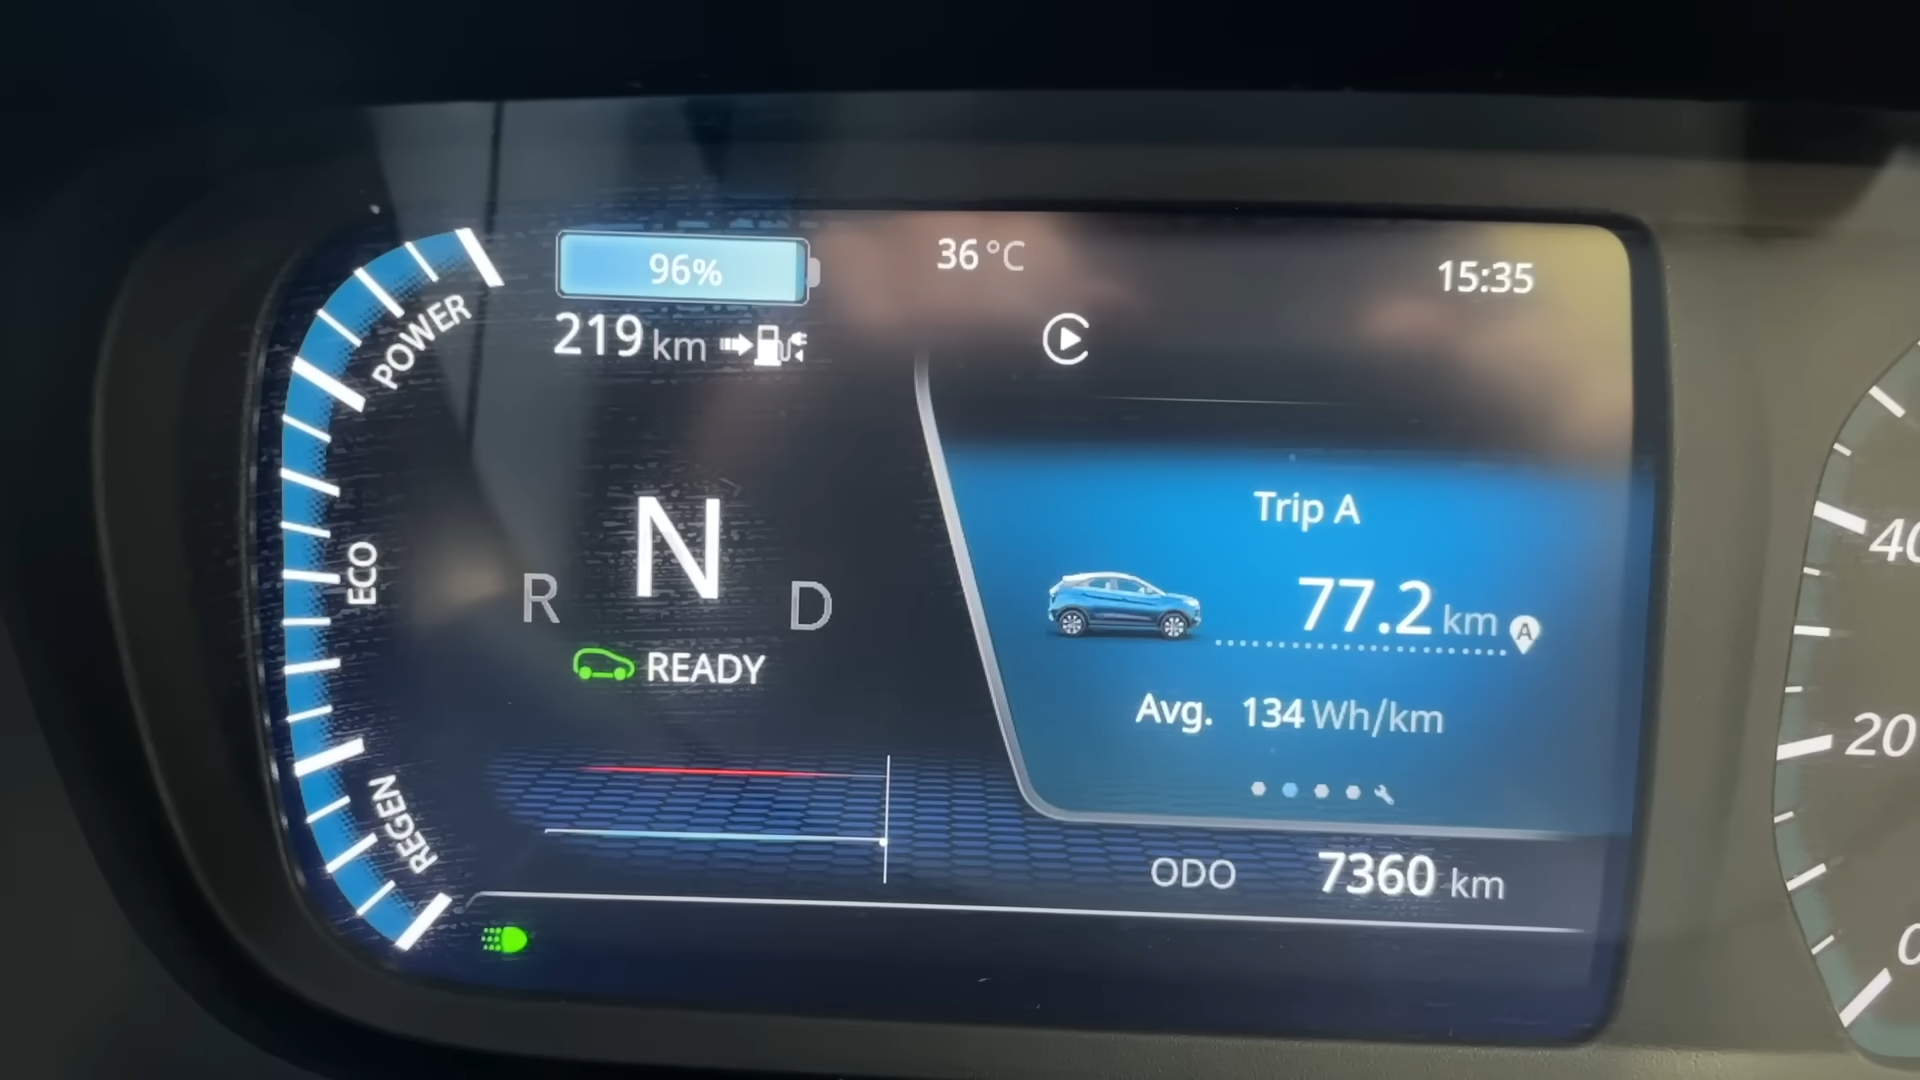 96%
36 °C
15:35
219 km
POWER
ECO
REGEN
R N D
READY
Trip A
77.2 km A
Avg. 134 Wh/km
ODO 7360 km
40
20
0